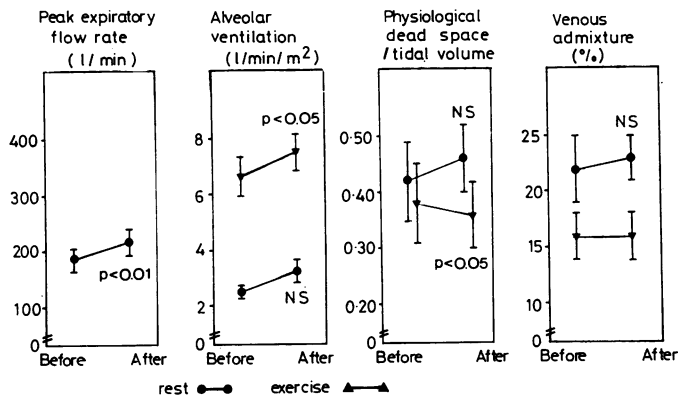 Peak expiratory
flow rate
(l/min)
400
300
200
100
0
p<0.01
Before
After
Alveolar
ventilation
(l/min/m²)
8
6
4
2
0
p<0.05
NS
Before
After
Physiological
dead space
/tidal volume
0·50
0·40
0·30
0·20
0
NS
p<0.05
Before
After
Venous
admixture
(%)
25
20
15
10
0
NS
Before
After
rest
exercise